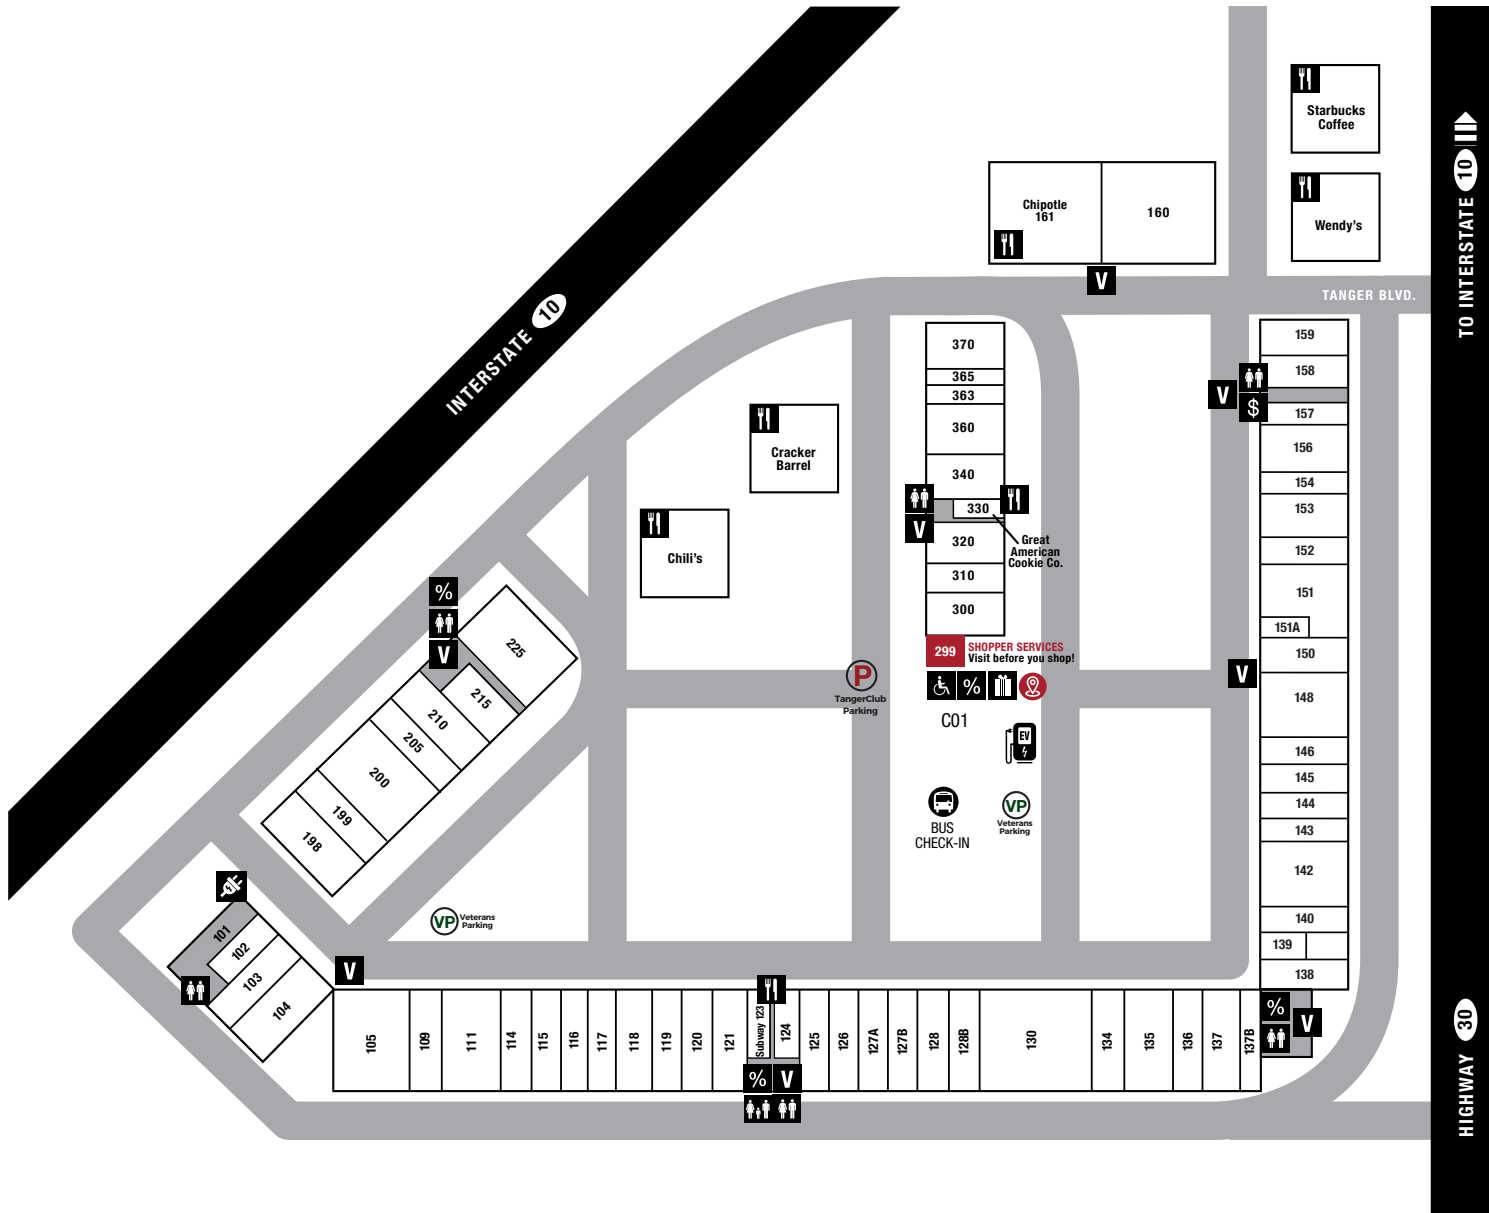 Starbucks
Coffee
Wendy's
TO INTERSTATE 10
Chipotle
161
160
V
TANGER BLVD.
INTERSTATE 10
370
365
363
360
340
330
320
310
300
Great
American
Cookie Co.
V
299
SHOPPER SERVICES
Visit before you shop!
%
C01
EV
P
TangerClub
Parking
BUS
CHECK-IN
VP
Veterans
Parking
Cracker
Barrel
Chili's
159
158
V
$
157
156
154
153
152
151
151A
150
V
148
146
145
144
143
142
140
139
138
%
V
%
V
225
215
210
205
200
199
198
VP
Veterans
Parking
101
102
103
104
V
105
109
111
114
115
116
117
118
119
120
121
Subway 123
124
125
126
127A
127B
128
128B
130
134
135
136
137
137B
%
V
HIGHWAY 30